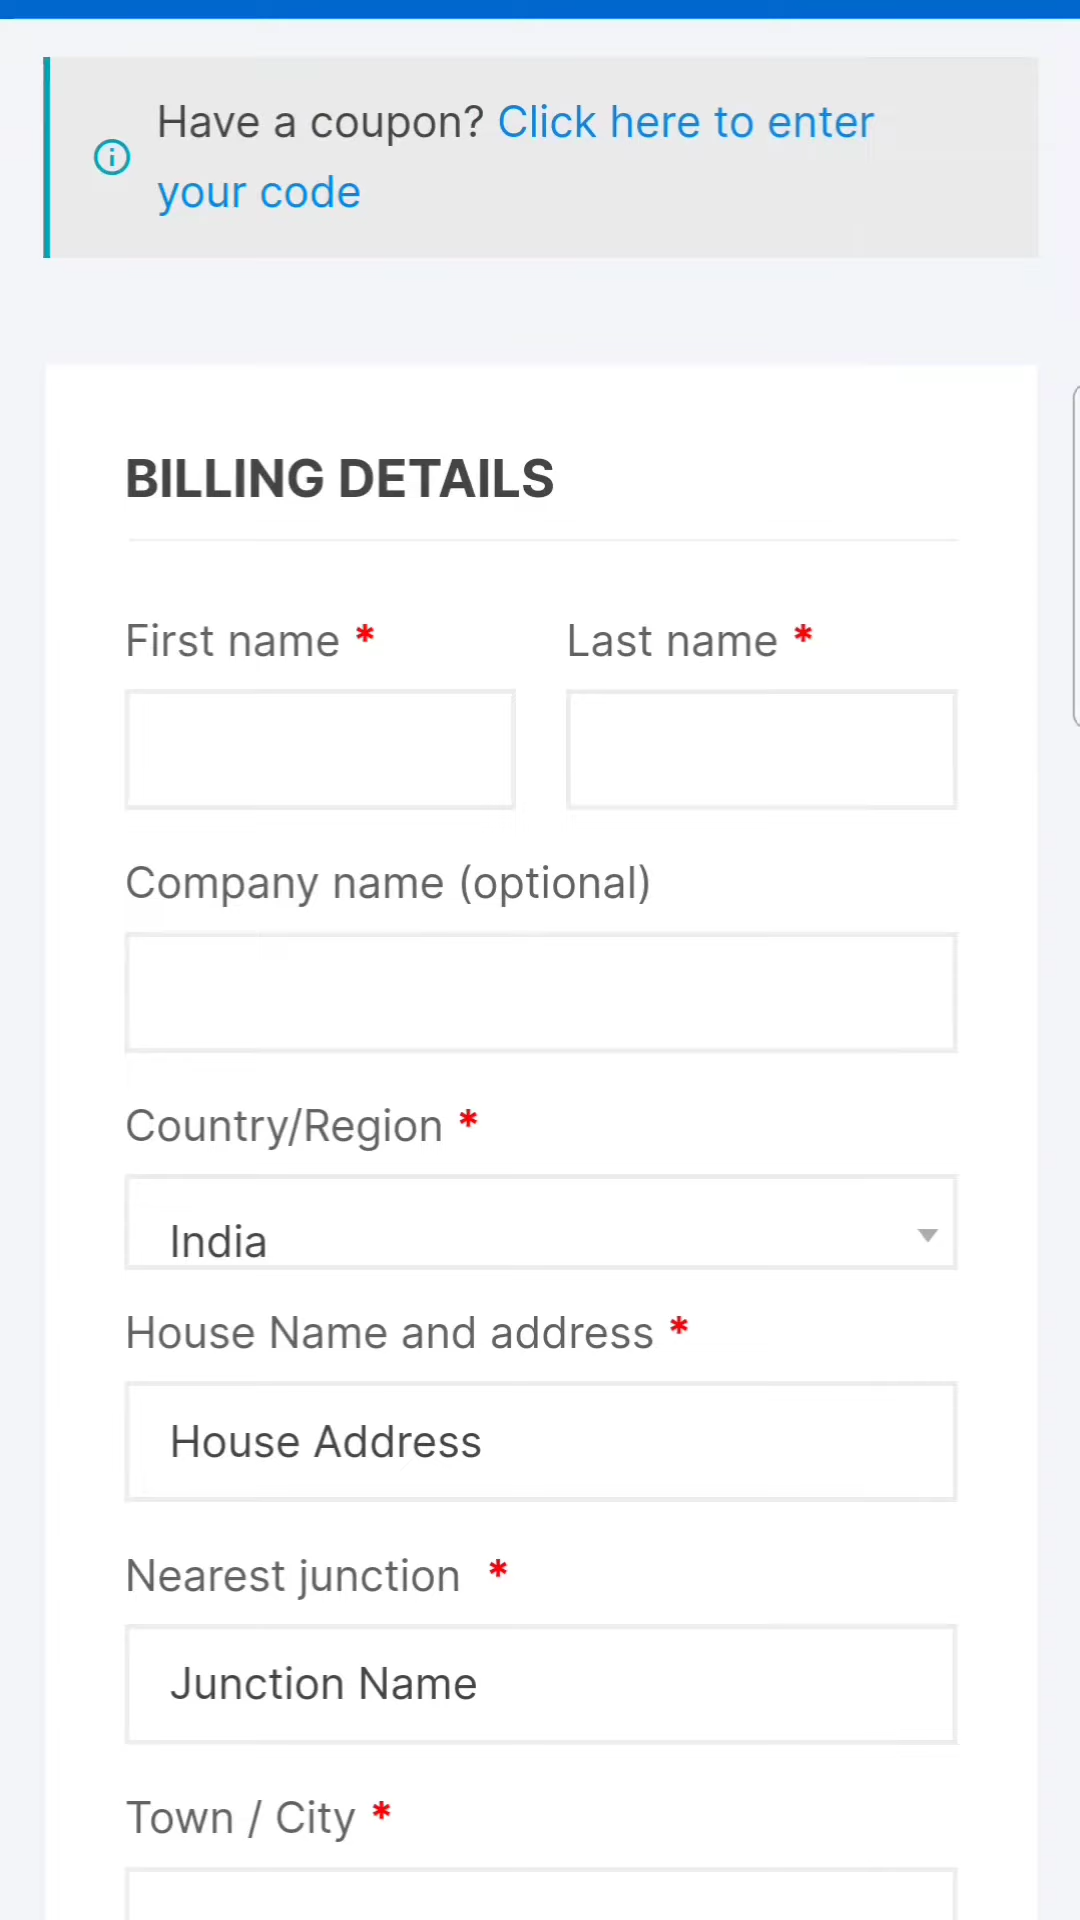 Have a coupon? Click here to enter
your code
BILLING DETAILS
First name *
Last name *
Company name (optional)
Country/Region *
India
House Name and address *
House Address
Nearest junction *
Junction Name
Town / City *